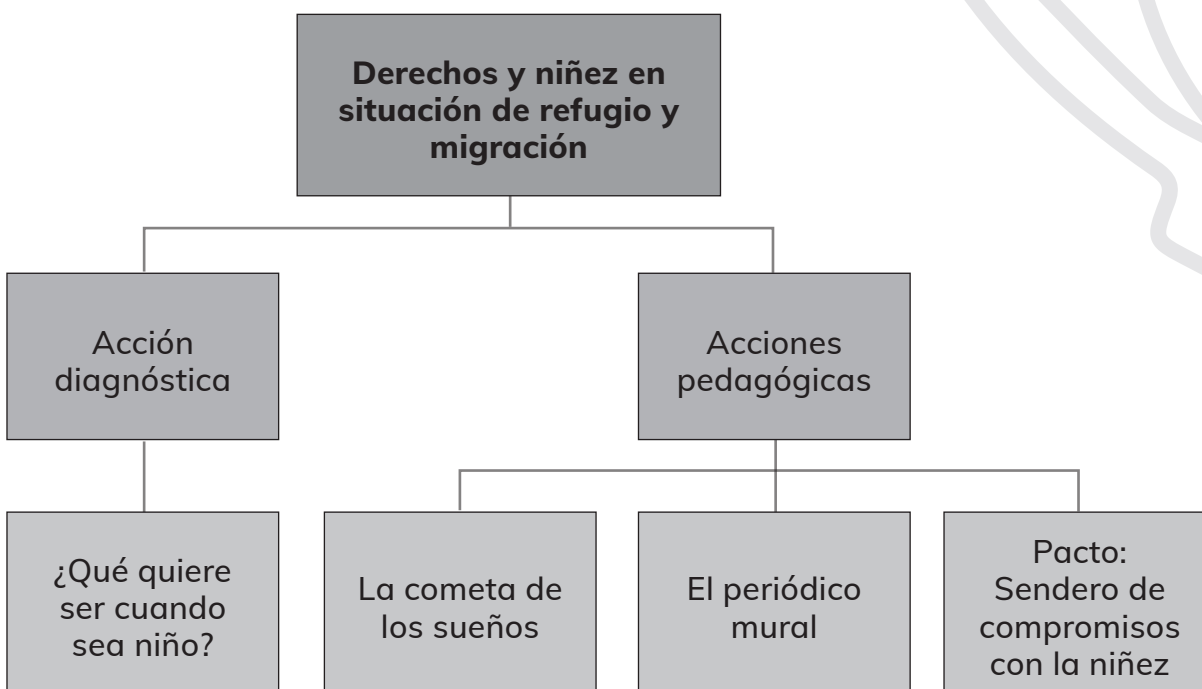 Derechos y niñez en
situación de refugio y
migración
Acción
diagnóstica
Acciones
pedagógicas
¿Qué quiere
ser cuando
sea niño?
La cometa de
los sueños
El periódico
mural
Pacto:
Sendero de
compromisos
con la niñez